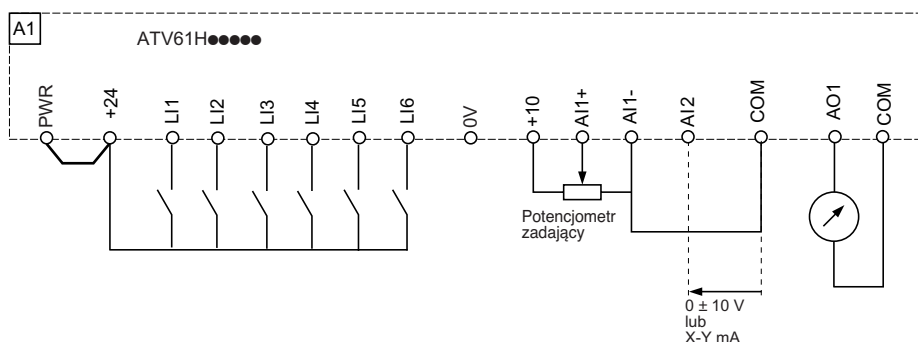 A1
ATV61H●●●●●
PWR
+24
LI1
LI2
LI3
LI4
LI5
LI6
0V
+10
AI1+
AI1-
AI2
COM
AO1
COM
Potencjometr
zadający
0 ± 10 V
lub
X-Y mA